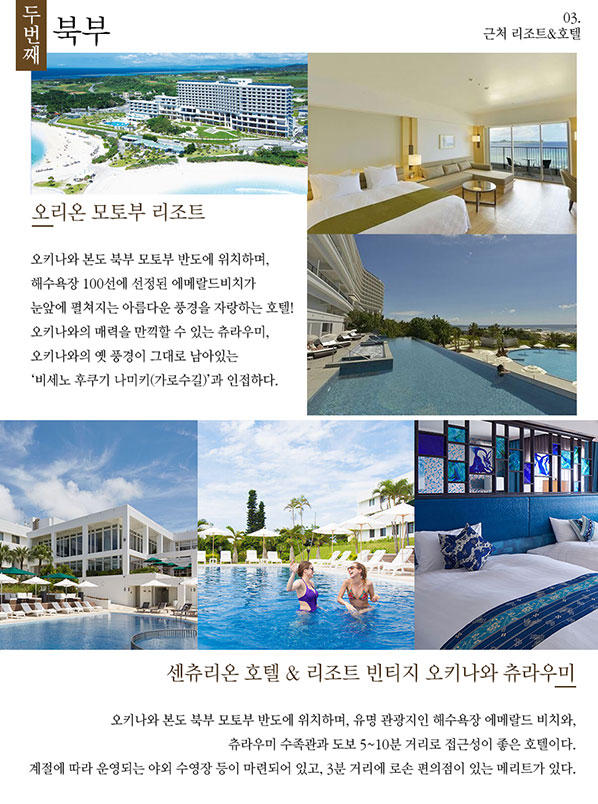 두번째
북부
03.
근처 리조트&호텔
오리온 모토부 리조트
오키나와 본도 북부 모토부 반도에 위치하며,
해수욕장 100선에 선정된 에메랄드비치가
눈앞에 펼쳐지는 아름다운 풍경을 자랑하는 호텔!
오키나와의 매력을 만끽할 수 있는 츄라우미,
오키나와의 옛 풍경이 그대로 남아있는
‘비세노 후쿠기 나미키(가로수길)’과 인접하다.
센츄리온 호텔 & 리조트 빈티지 오키나와 츄라우미
오키나와 본도 북부 모토부 반도에 위치하며, 유명 관광지인 해수욕장 에메랄드 비치와,
츄라우미 수족관과 도보 5~10분 거리로 접근성이 좋은 호텔이다.
계절에 따라 운영되는 야외 수영장 등이 마련되어 있고, 3분 거리에 로손 편의점이 있는 메리트가 있다.